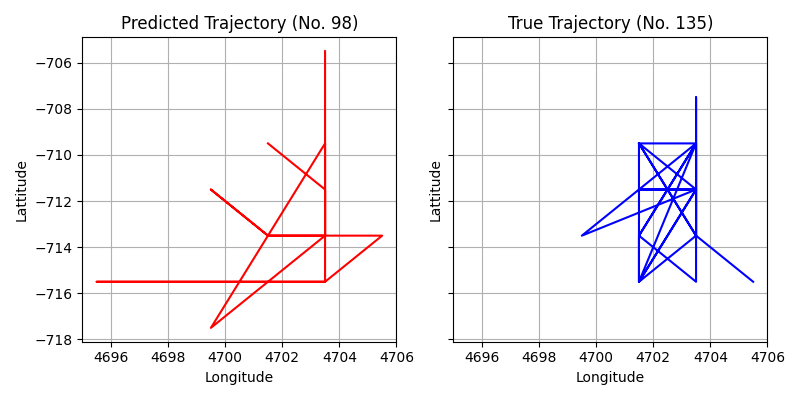 Predicted Trajectory (No. 98)
True Trajectory (No. 135)
−706
−708
−710
−712
−714
−716
−718
Lattitude
Lattitude
4696 4698 4700 4702 4704 4706
4696 4698 4700 4702 4704 4706
Longitude
Longitude